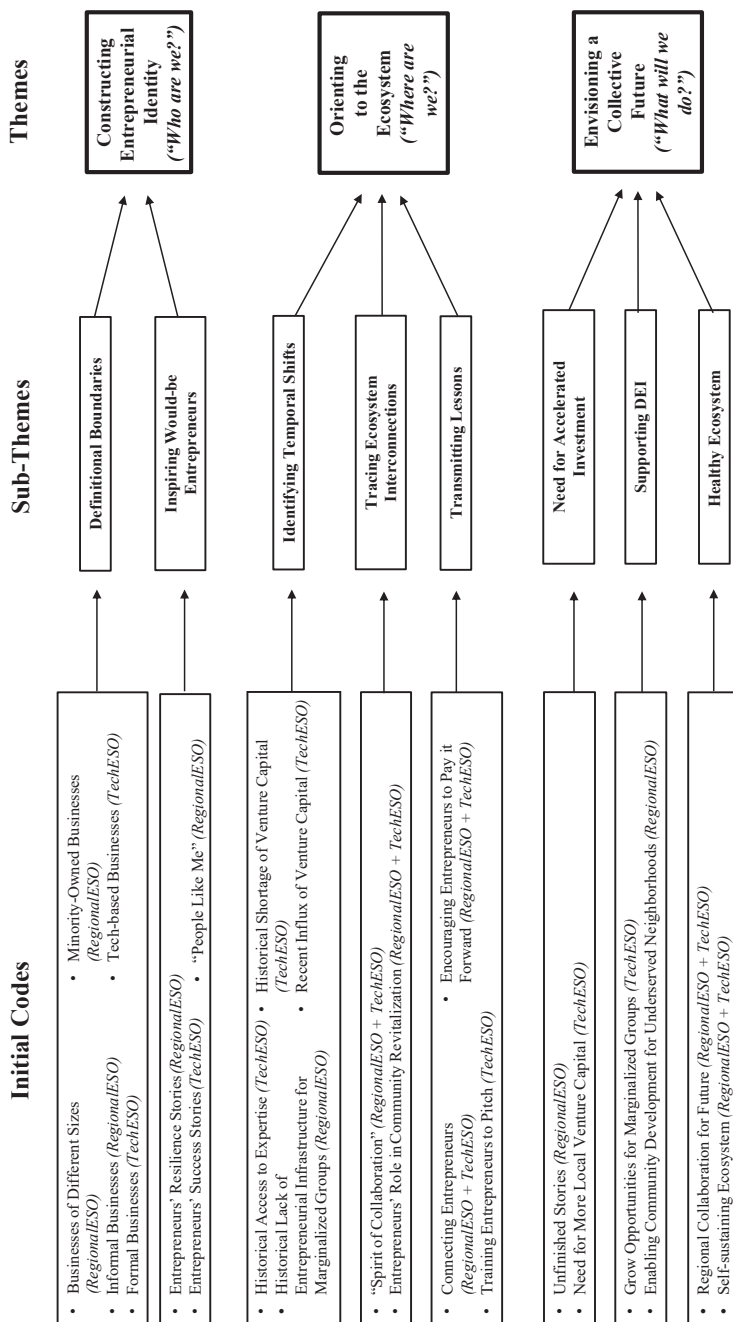 Initial Codes
Sub-Themes
Themes
• Businesses of Different Sizes
(RegionalESO)
• Informal Businesses (RegionalESO)
• Formal Businesses (TechESO)
• Minority-Owned Businesses
(RegionalESO)
• Tech-based Businesses (TechESO)
Definitional Boundaries
• Entrepreneurs’ Resilience Stories (RegionalESO)
• Entrepreneurs’ Success Stories (TechESO)
• “People Like Me” (RegionalESO)
Inspiring Would-be
Entrepreneurs
Constructing
Entrepreneurial
Identity
(“Who are we?”)
• Historical Access to Expertise (TechESO)
• Historical Lack of
Entrepreneurial Infrastructure for
Marginalized Groups (RegionalESO)
• Historical Shortage of Venture Capital
(TechESO)
• Recent Influx of Venture Capital (TechESO)
Identifying Temporal Shifts
• “Spirit of Collaboration” (RegionalESO + TechESO)
• Entrepreneurs’ Role in Community Revitalization (RegionalESO + TechESO)
Tracing Ecosystem
Interconnections
• Connecting Entrepreneurs
(RegionalESO + TechESO)
• Training Entrepreneurs to Pitch (TechESO)
• Encouraging Entrepreneurs to Pay it
Forward (RegionalESO + TechESO)
Transmitting Lessons
Orienting
to the
Ecosystem
(“Where are
we?”)
• Unfinished Stories (RegionalESO)
• Need for More Local Venture Capital (TechESO)
Need for Accelerated
Investment
• Grow Opportunities for Marginalized Groups (TechESO)
• Enabling Community Development for Underserved Neighborhoods (RegionalESO)
Supporting DEI
• Regional Collaboration for Future (RegionalESO + TechESO)
• Self-sustaining Ecosystem (RegionalESO + TechESO)
Healthy Ecosystem
Envisioning a
Collective
Future
(“What will we
do?”)